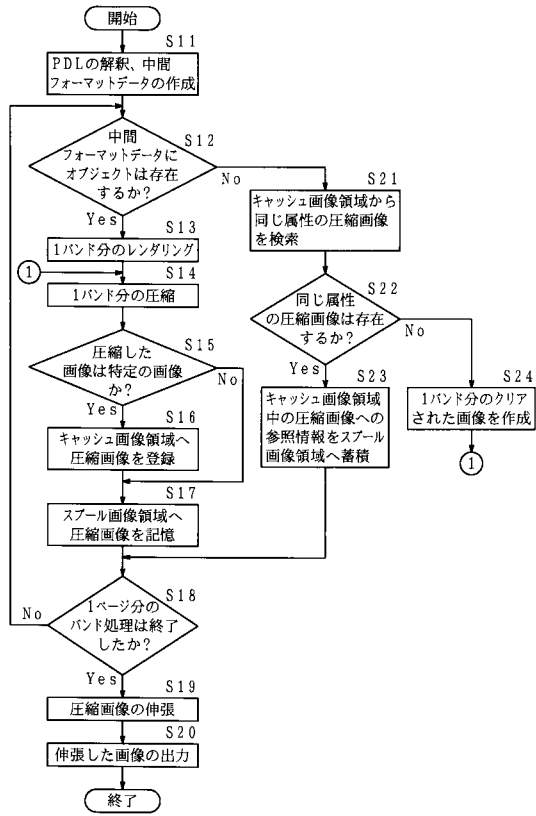 開始
S11
PDLの解釈、中間
フォーマットデータの作成
S12
中間
フォーマットデータに
オブジェクトは存在
するか?
No
Yes
S13
1バンド分のレンダリング
1
S14
1バンド分の圧縮
S15
圧縮した
画像は特定の画像
か?
No
Yes
S16
キャッシュ画像領域へ
圧縮画像を登録
S17
スプール画像領域へ
圧縮画像を記憶
S18
1ページ分の
バンド処理は終了
したか?
No
Yes
S19
圧縮画像の伸張
S20
伸張した画像の出力
終了
S21
キャッシュ画像領域から
同じ属性の圧縮画像
を検索
S22
同じ属性
の圧縮画像は存在
するか?
No
Yes
S23
キャッシュ画像領域
中の圧縮画像への
参照情報をスプール
画像領域へ蓄積
S24
1バンド分のクリア
された画像を作成
1